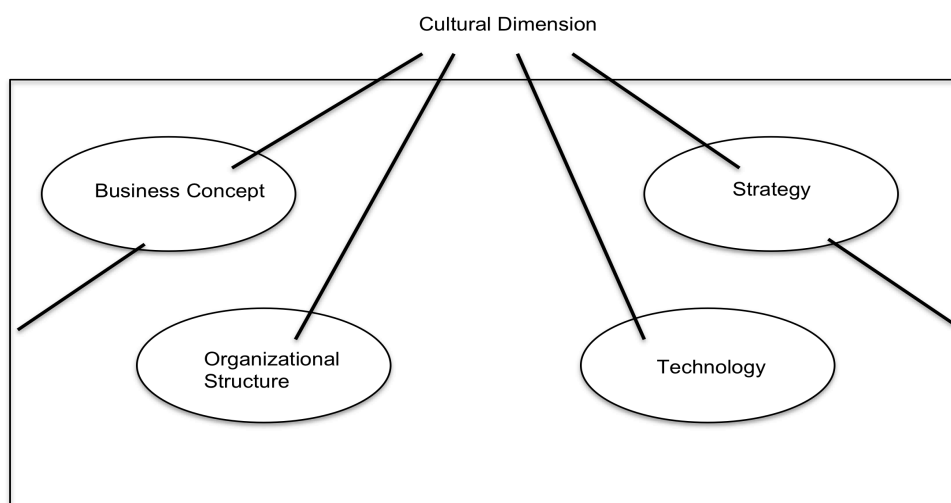 Cultural Dimension
Business Concept
Strategy
Organizational
Structure
Technology